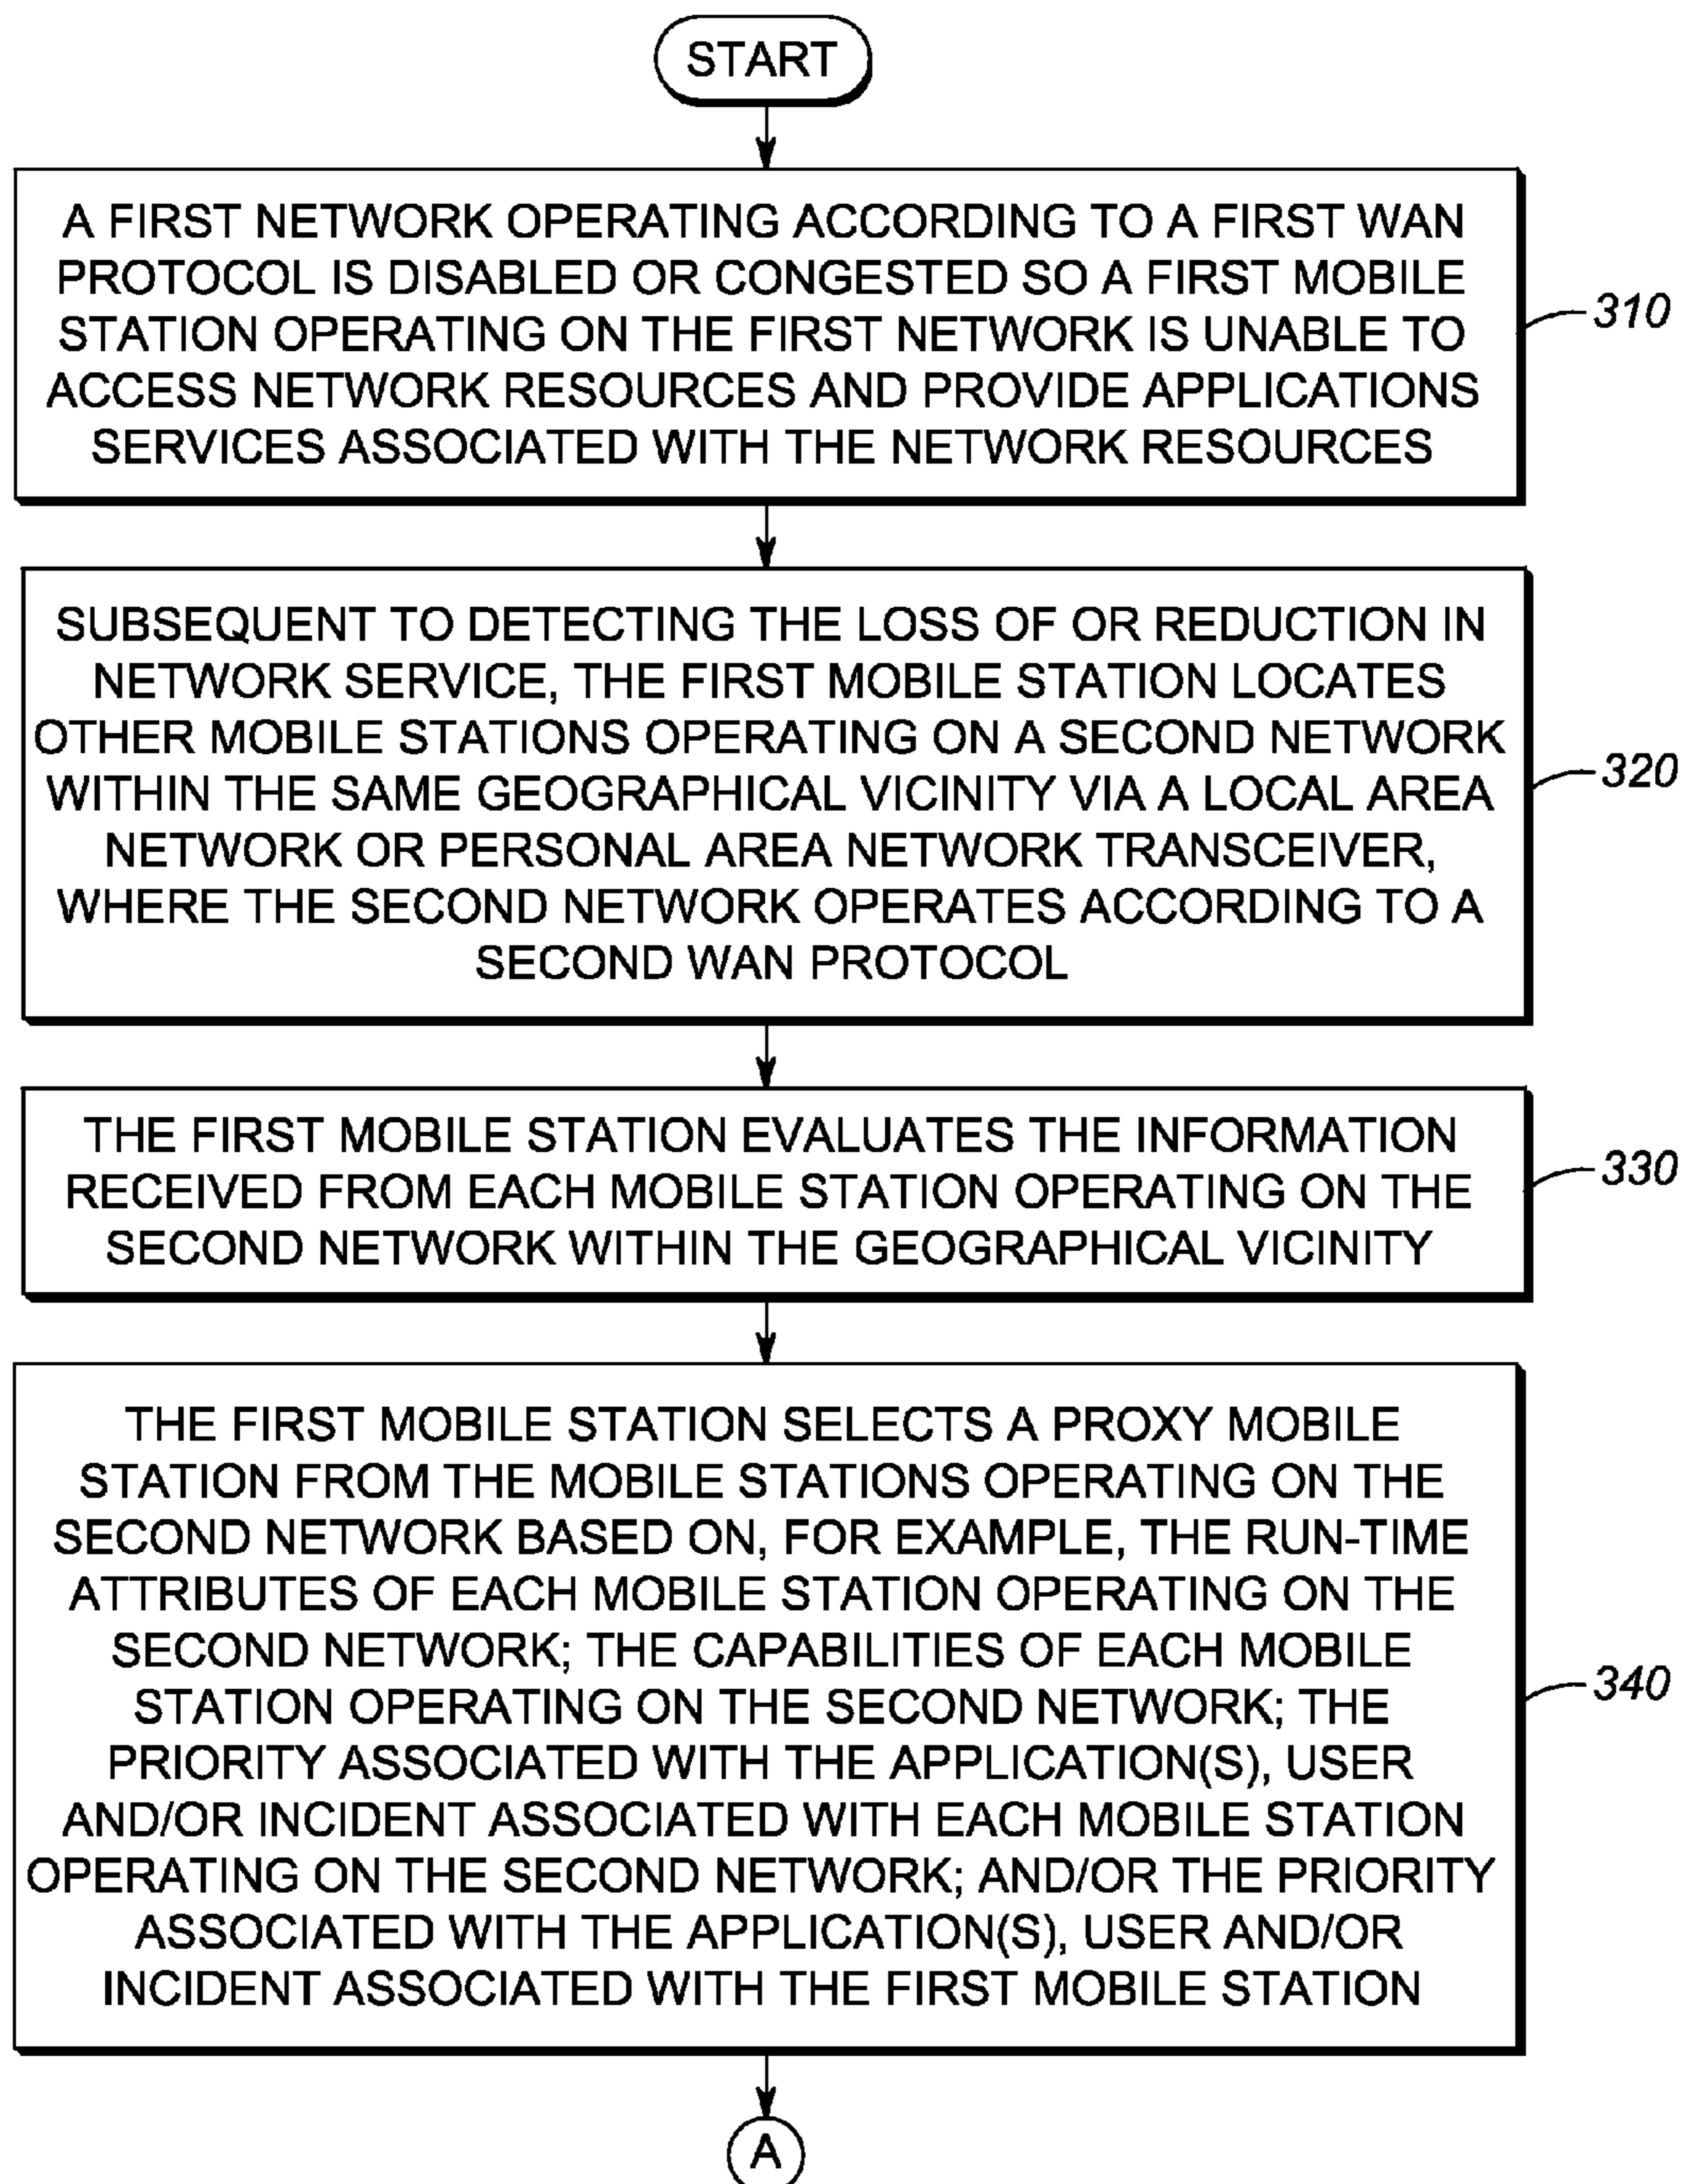 START
A FIRST NETWORK OPERATING ACCORDING TO A FIRST WAN
PROTOCOL IS DISABLED OR CONGESTED SO A FIRST MOBILE
STATION OPERATING ON THE FIRST NETWORK IS UNABLE TO
ACCESS NETWORK RESOURCES AND PROVIDE APPLICATIONS
SERVICES ASSOCIATED WITH THE NETWORK RESOURCES
310
SUBSEQUENT TO DETECTING THE LOSS OF OR REDUCTION IN
NETWORK SERVICE, THE FIRST MOBILE STATION LOCATES
OTHER MOBILE STATIONS OPERATING ON A SECOND NETWORK
WITHIN THE SAME GEOGRAPHICAL VICINITY VIA A LOCAL AREA
NETWORK OR PERSONAL AREA NETWORK TRANSCEIVER,
WHERE THE SECOND NETWORK OPERATES ACCORDING TO A
SECOND WAN PROTOCOL
320
THE FIRST MOBILE STATION EVALUATES THE INFORMATION
RECEIVED FROM EACH MOBILE STATION OPERATING ON THE
SECOND NETWORK WITHIN THE GEOGRAPHICAL VICINITY
330
THE FIRST MOBILE STATION SELECTS A PROXY MOBILE
STATION FROM THE MOBILE STATIONS OPERATING ON THE
SECOND NETWORK BASED ON, FOR EXAMPLE, THE RUN-TIME
ATTRIBUTES OF EACH MOBILE STATION OPERATING ON THE
SECOND NETWORK; THE CAPABILITIES OF EACH MOBILE
STATION OPERATING ON THE SECOND NETWORK; THE
PRIORITY ASSOCIATED WITH THE APPLICATION(S), USER
AND/OR INCIDENT ASSOCIATED WITH EACH MOBILE STATION
OPERATING ON THE SECOND NETWORK; AND/OR THE PRIORITY
ASSOCIATED WITH THE APPLICATION(S), USER AND/OR
INCIDENT ASSOCIATED WITH THE FIRST MOBILE STATION
340
A